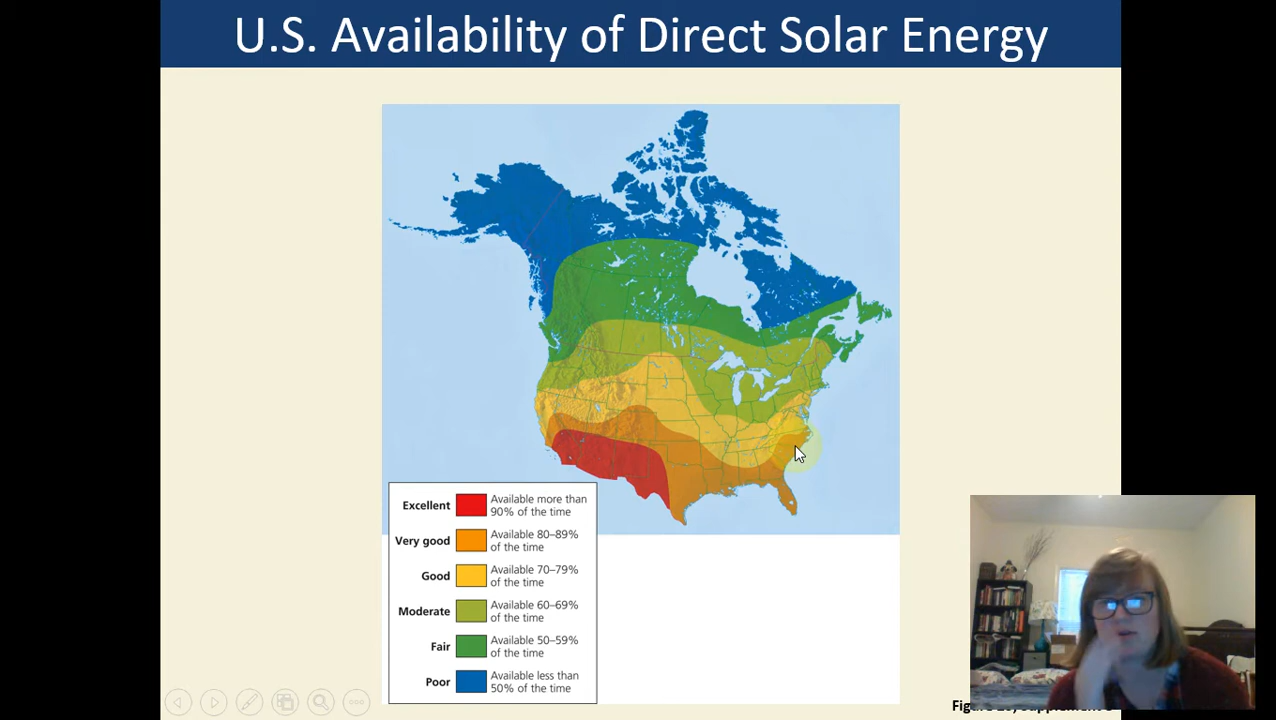 U.S. Availability of Direct Solar Energy
Excellent
Available more than
90% of the time
Very good
Available 80–89%
of the time
Good
Available 70–79%
of the time
Moderate
Available 60–69%
of the time
Fair
Available 50–59%
of the time
Poor
Available less than
50% of the time